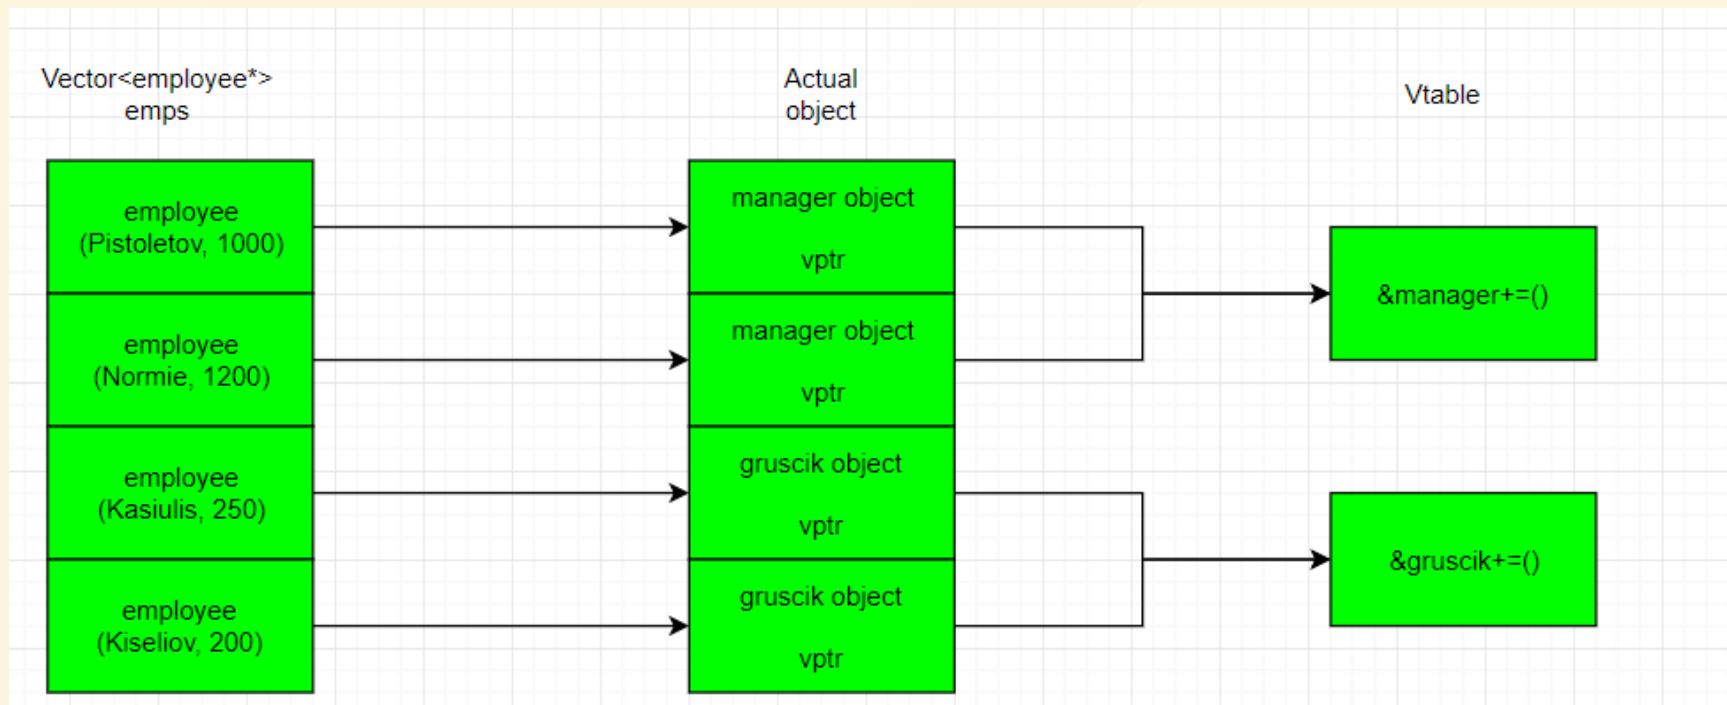 Vector<employee*>
emps
Actual
object
Vtable
employee
(Pistoletov, 1000)
manager object
vptr
&manager+=()
employee
(Normie, 1200)
manager object
vptr
employee
(Kasiulis, 250)
gruscik object
vptr
&gruscik+=()
employee
(Kiseliov, 200)
gruscik object
vptr